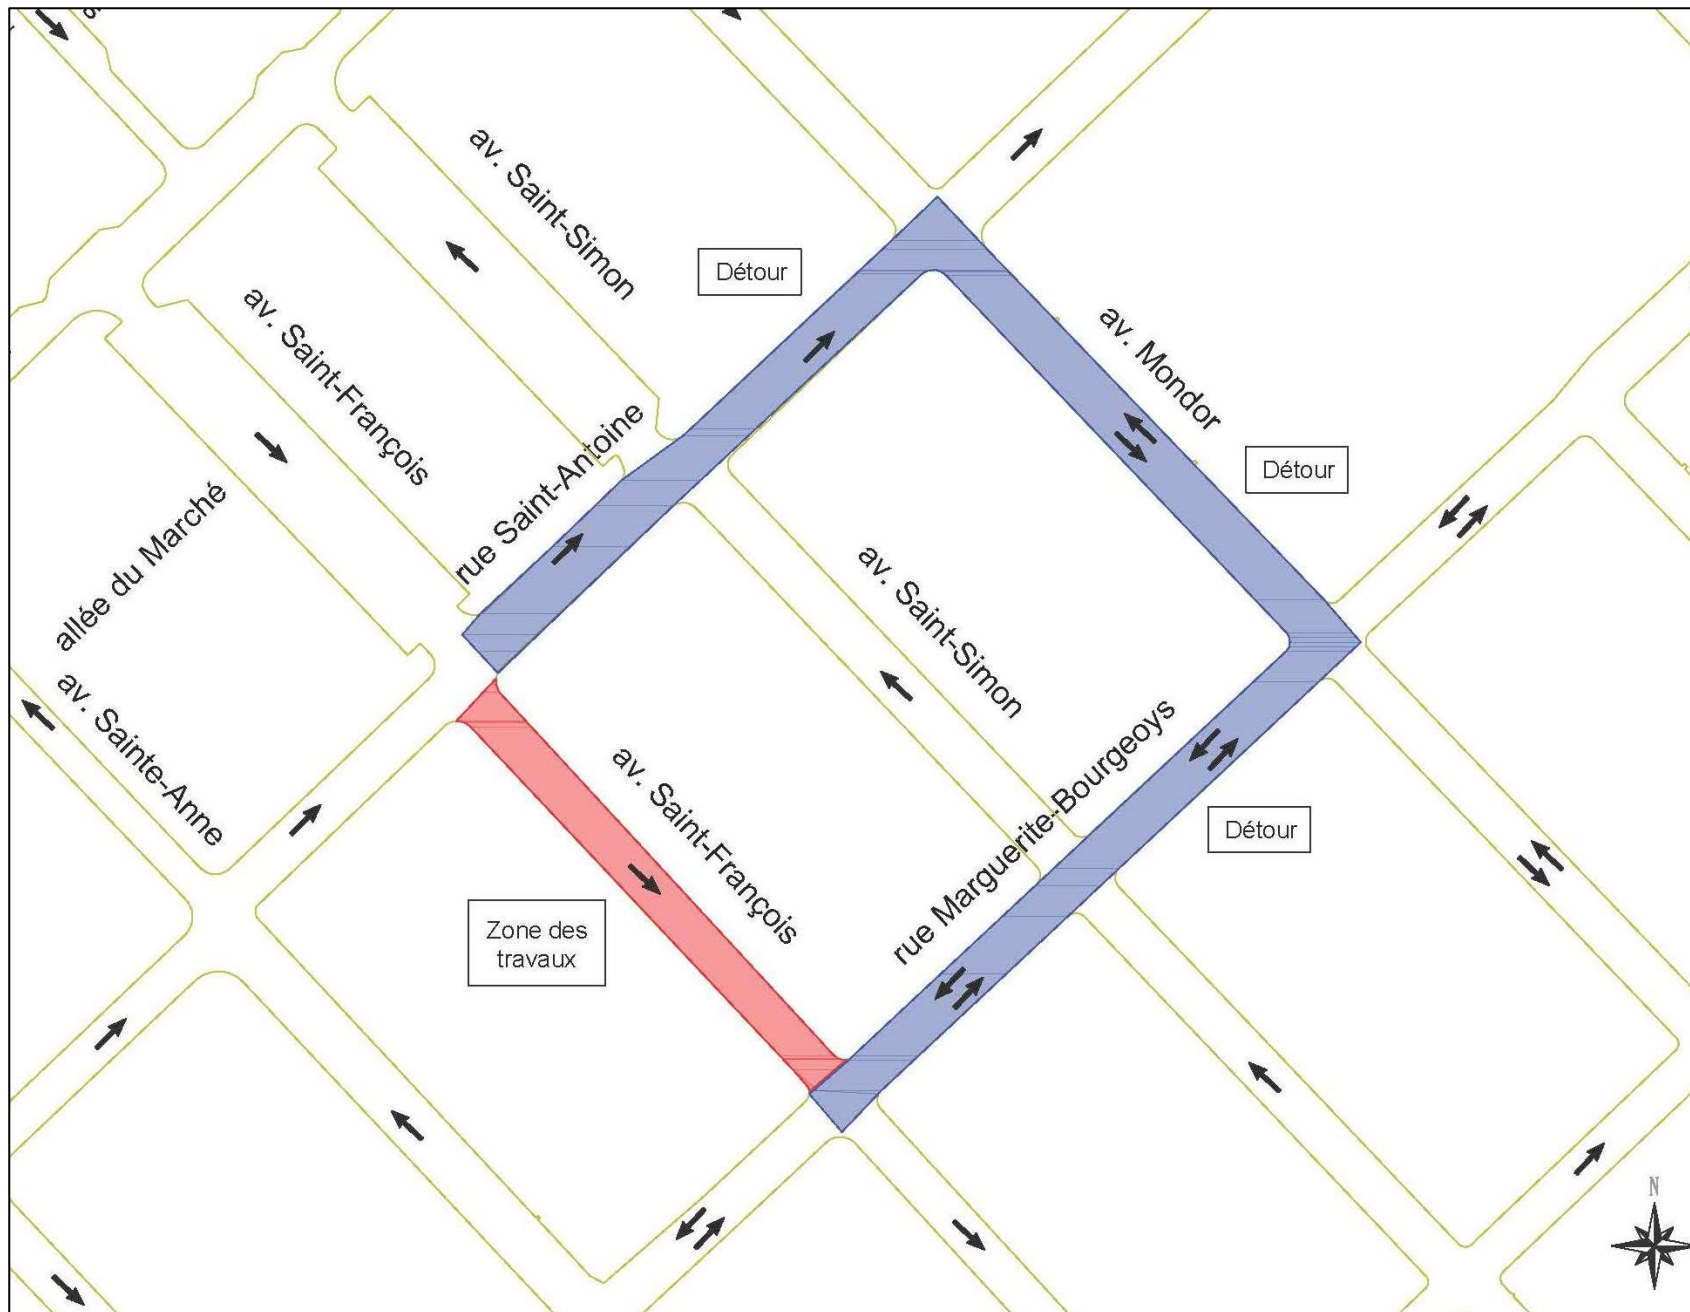 av. Saint-Simon
Détour
av. Saint-François
av. Mondor
rue Saint-Antoine
Détour
allée du Marché
av. Saint-Simon
av. Sainte-Anne
rue Marguerite-Bourgeoys
av. Saint-François
Détour
Zone des
travaux
N